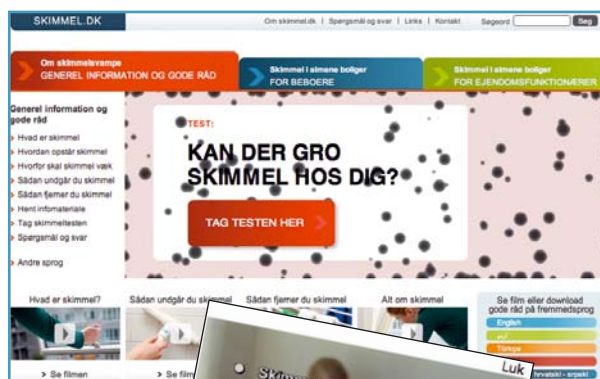 SKIMMEL.DK
Om skimmel.dk | Spørgsmål og svar | Links | Kontakt
Søgeord
Søg
Om skimmelsvampe
GENEREL INFORMATION OG GODE RÅD
Skimmel i almene boliger
FOR BEBOERE
Skimmel i almene boliger
FOR EJENDOMSFUNKTIONÆRER
Generel information og
gode råd
Hvad er skimmel
Hvordan opstår skimmel
Hvorfor skal skimmel væk
Sådan undgår du skimmel
Sådan fjerner du skimmel
Hent infomateriale
Tag skimmeltesten
Spørgsmål og svar
Andre sprog
TEST:
KAN DER GRO
SKIMMEL HOS DIG?
TAG TESTEN HER
Hvad er skimmel?
Sådan undgår du skimmel
Sådan fjerner du skimmel
Alt om skimmel
Se filmen
Se film
Se film eller download
gode råd på fremmedsprog
English
Türkçe
hrvatski - srpski
Luk